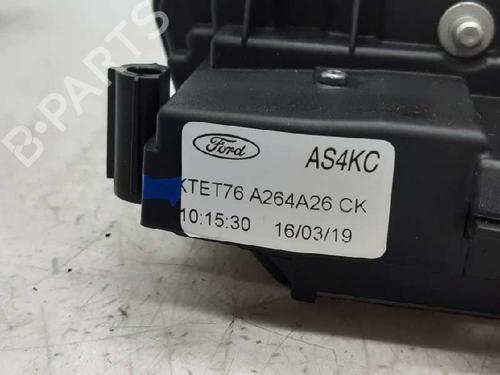 Ford AS4KC
KTET76 A264A26 CK
10:15:30 16/03/19
B-PARTS